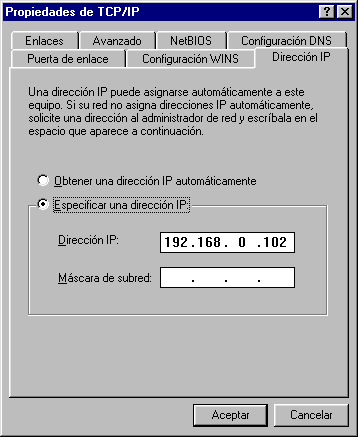 Propiedades de TCP/IP
Enlaces Avanzado NetBIOS Configuración DNS
Puerta de enlace Configuración WINS Dirección IP
Una dirección IP puede asignarse automáticamente a este
equipo. Si su red no asigna direcciones IP automáticamente,
solicite una dirección al administrador de red y escríbala en el
espacio que aparece a continuación.
Obtener una dirección IP automáticamente
Especificar una dirección IP:
Dirección IP: 192.168. 0 .102
Máscara de subred: . . .
Aceptar Cancelar